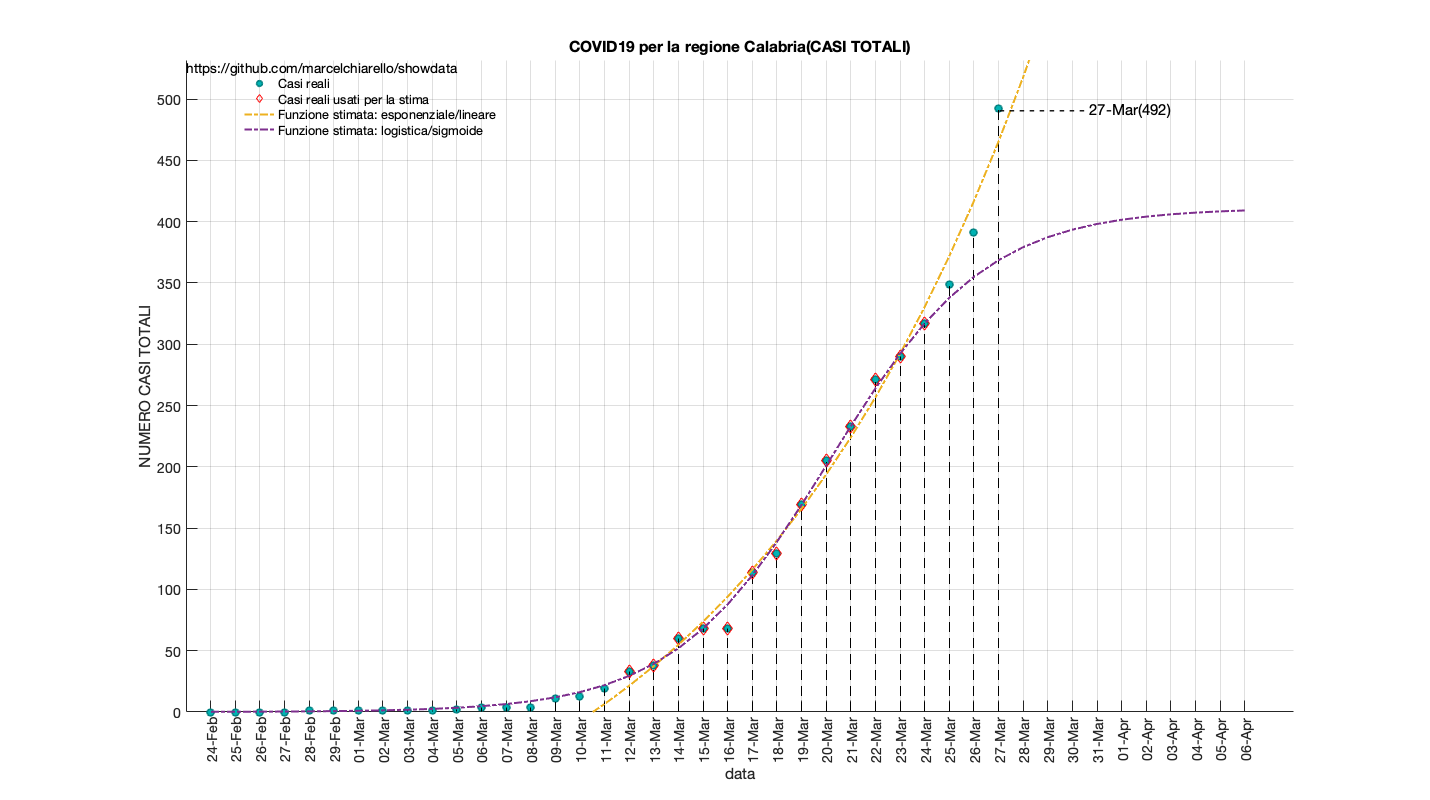 COVID19 per la regione Calabria(CASI TOTALI)
https://github.com/marcelchiarello/showdata
Casi reali
Casi reali usati per la stima
Funzione stimata: esponenziale/lineare
Funzione stimata: logistica/sigmoide
27-Mar(492)
NUMERO CASI TOTALI
500
450
400
350
300
250
200
150
100
50
0
24-Feb
25-Feb
26-Feb
27-Feb
28-Feb
29-Feb
01-Mar
02-Mar
03-Mar
04-Mar
05-Mar
06-Mar
07-Mar
08-Mar
09-Mar
10-Mar
11-Mar
12-Mar
13-Mar
14-Mar
15-Mar
16-Mar
17-Mar
18-Mar
19-Mar
20-Mar
21-Mar
22-Mar
23-Mar
24-Mar
25-Mar
26-Mar
27-Mar
28-Mar
29-Mar
30-Mar
31-Mar
01-Apr
02-Apr
03-Apr
04-Apr
05-Apr
06-Apr
data